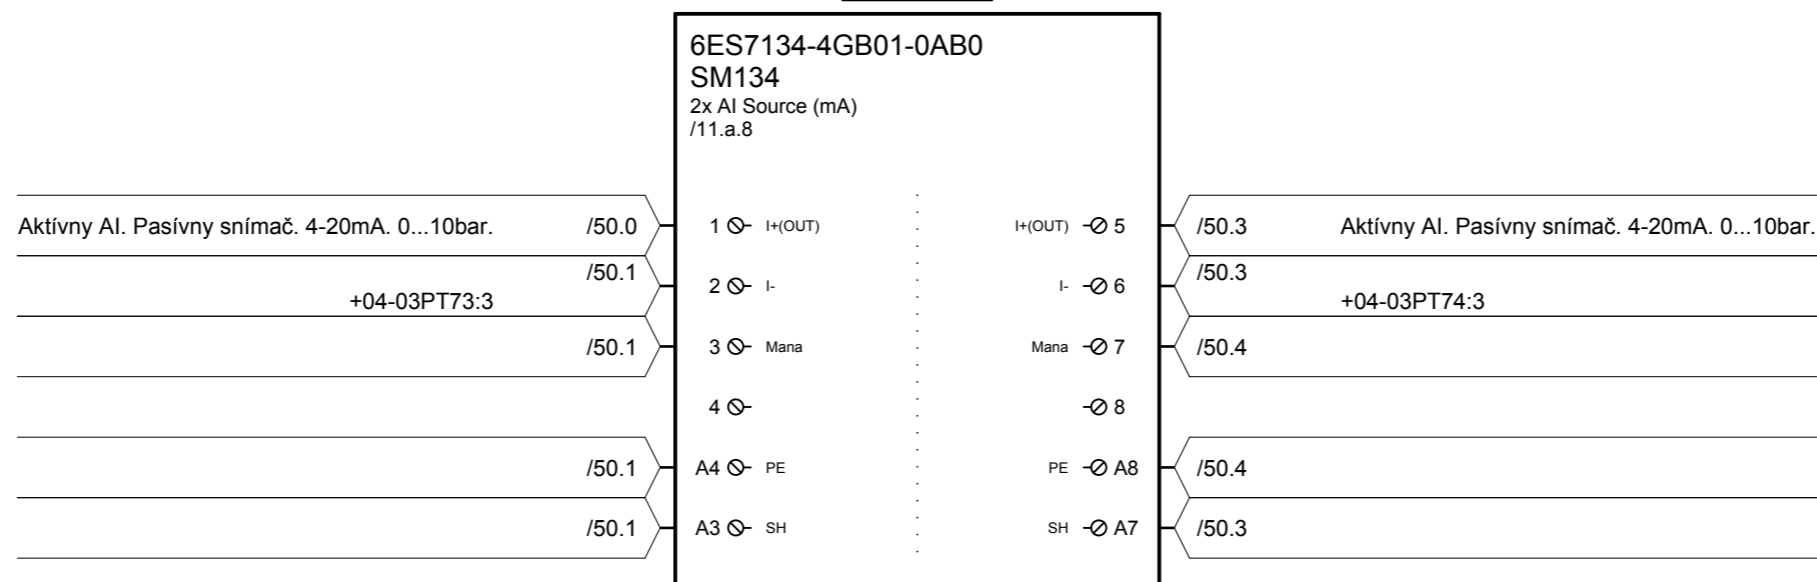 6ES7134-4GB01-0AB0
SM134
2x AI Source (mA)
/11.a.8
Aktívny AI. Pasívny snímač. 4-20mA. 0...10bar. /50.0 1 I+(OUT) I+(OUT) 5 /50.3 Aktívny AI. Pasívny snímač. 4-20mA. 0...10bar.
/50.1 2 I- I- 6 /50.3
+04-03PT73:3 +04-03PT74:3
/50.1 3 Mana Mana 7 /50.4
4 8
/50.1 A4 PE PE A8 /50.4
/50.1 A3 SH SH A7 /50.3